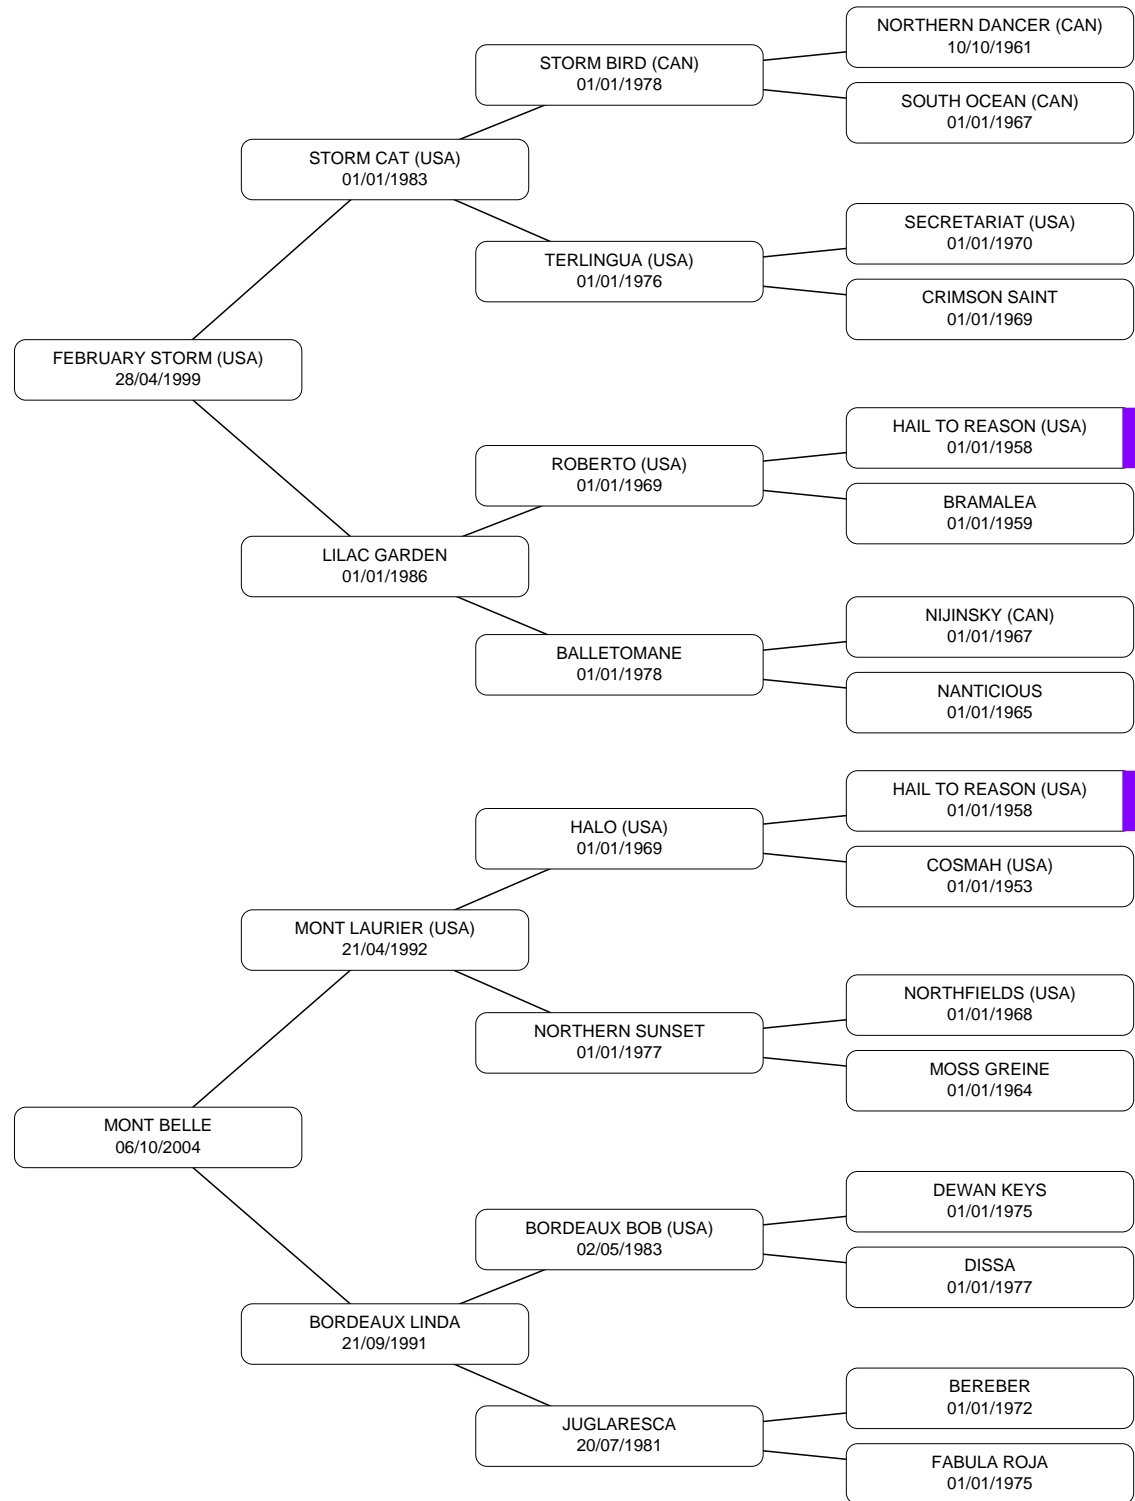 NORTHERN DANCER (CAN)
10/10/1961
STORM BIRD (CAN)
01/01/1978
SOUTH OCEAN (CAN)
01/01/1967
STORM CAT (USA)
01/01/1983
SECRETARIAT (USA)
01/01/1970
TERLINGUA (USA)
01/01/1976
CRIMSON SAINT
01/01/1969
FEBRUARY STORM (USA)
28/04/1999
HAIL TO REASON (USA)
01/01/1958
ROBERTO (USA)
01/01/1969
BRAMALEA
01/01/1959
LILAC GARDEN
01/01/1986
NIJINSKY (CAN)
01/01/1967
BALLETOMANE
01/01/1978
NANTICIOUS
01/01/1965
HAIL TO REASON (USA)
01/01/1958
HALO (USA)
01/01/1969
COSMAH (USA)
01/01/1953
MONT LAURIER (USA)
21/04/1992
NORTHFIELDS (USA)
01/01/1968
NORTHERN SUNSET
01/01/1977
MOSS GREINE
01/01/1964
MONT BELLE
06/10/2004
DEWAN KEYS
01/01/1975
BORDEAUX BOB (USA)
02/05/1983
DISSA
01/01/1977
BORDEAUX LINDA
21/09/1991
BEREBER
01/01/1972
JUGLARESCA
20/07/1981
FABULA ROJA
01/01/1975